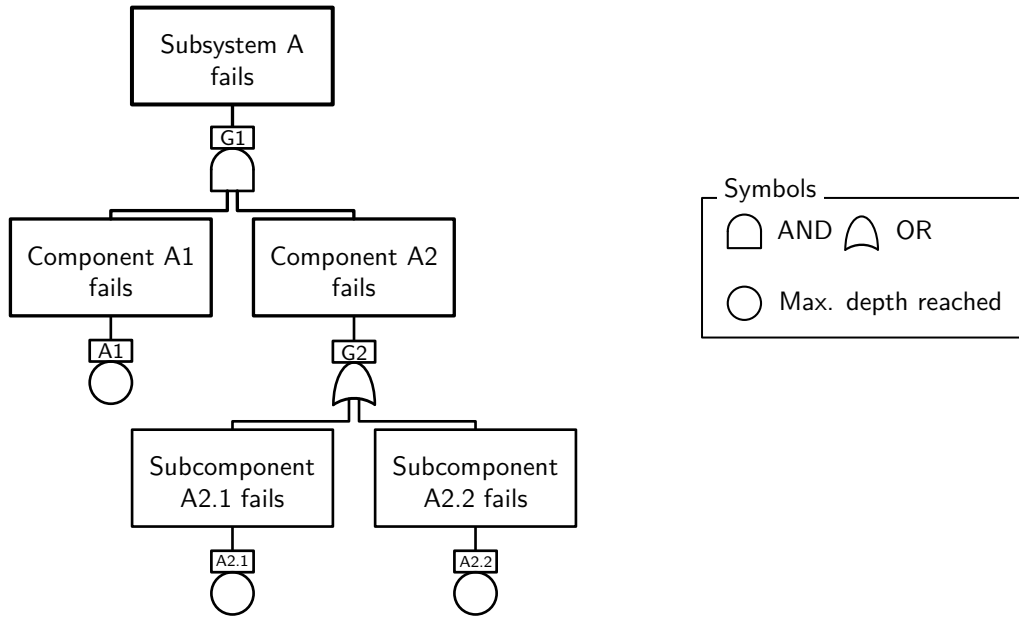 Subsystem A
fails
G1
Symbols
AND OR
Component A1
fails
Component A2
fails
Max. depth reached
A1
G2
Subcomponent
A2.1 fails
Subcomponent
A2.2 fails
A2.1
A2.2